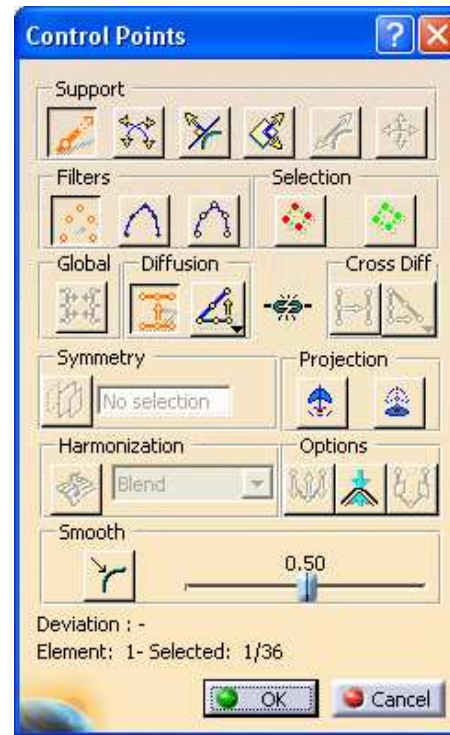 Control Points
Support
Filters
Selection
Global
Diffusion
Cross Diff
Symmetry
No selection
Projection
Harmonization
Blend
Options
Smooth
0.50
Deviation : -
Element: 1- Selected: 1/36
OK
Cancel